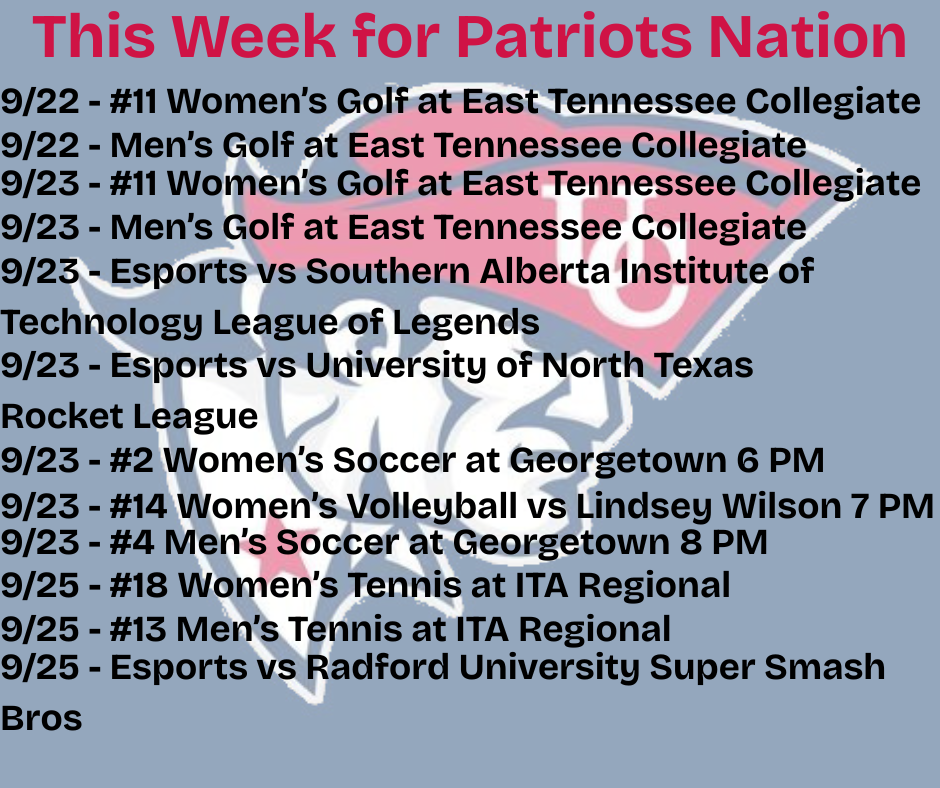 This Week for Patriots Nation
9/22 - #11 Women's Golf at East Tennessee Collegiate
9/22 - Men's Golf at East Tennessee Collegiate
9/23 - #11 Women's Golf at East Tennessee Collegiate
9/23 - Men's Golf at East Tennessee Collegiate
9/23 - Esports vs Southern Alberta Institute of
Technology League of Legends
9/23 - Esports vs University of North Texas
Rocket League
9/23 - #2 Women's Soccer at Georgetown 6 PM
9/23 - #14 Women's Volleyball vs Lindsey Wilson 7 PM
9/23 - #4 Men's Soccer at Georgetown 8 PM
9/25 - #18 Women's Tennis at ITA Regional
9/25 - #13 Men's Tennis at ITA Regional
9/25 - Esports vs Radford University Super Smash
Bros
UC